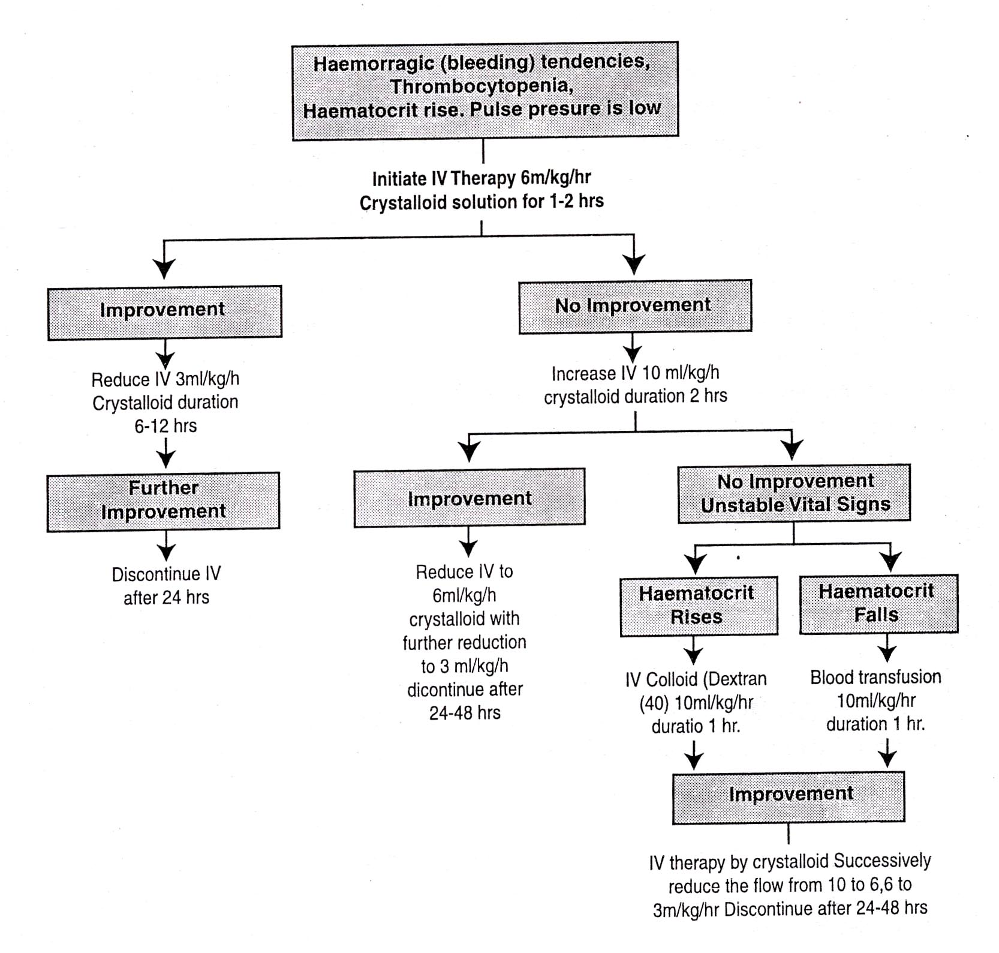 Haemorragic (bleeding) tendencies,
Thrombocytopenia,
Haematocrit rise. Pulse presure is low
Initiate IV Therapy 6m/kg/hr
Crystalloid solution for 1-2 hrs
Improvement
No Improvement
Reduce IV 3ml/kg/h
Crystalloid duration
6-12 hrs
Increase IV 10 ml/kg/h
crystalloid duration 2 hrs
Further
Improvement
Improvement
No Improvement
Unstable Vital Signs
Discontinue IV
after 24 hrs
Reduce IV to
6ml/kg/h
crystalloid with
further reduction
to 3 ml/kg/h
dicontinue after
24-48 hrs
Haematocrit
Rises
Haematocrit
Falls
IV Colloid (Dextran
(40) 10ml/kg/hr
duratio 1 hr.
Blood transfusion
10ml/kg/hr
duration 1 hr.
Improvement
IV therapy by crystalloid Successively
reduce the flow from 10 to 6,6 to
3m/kg/hr Discontinue after 24-48 hrs